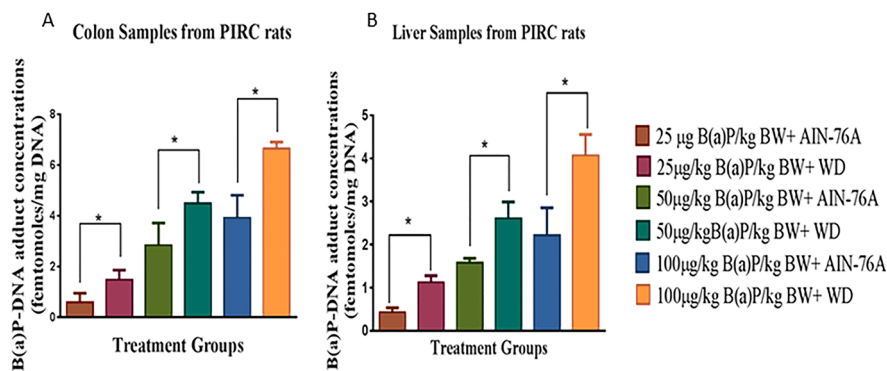 A
Colon Samples from PIRC rats
B(a)P-DNA adduct concentrations
(femtomoles/mg DNA)
8
6
4
2
0
*
*
*
Treatment Groups
B
Liver Samples from PIRC rats
B(a)P-DNA adduct concentrations
(femtomoles/mg DNA)
5
4
3
2
1
0
*
*
*
Treatment Groups
25 μg B(a)P/kg BW+ AIN-76A
25μg/kg B(a)P/kg BW+ WD
50μg/kg B(a)P/kg BW+ AIN-76A
50μg/kgB(a)P/kg BW+ WD
100μg/kg B(a)P/kg BW+ AIN-76A
100μg/kg B(a)P/kg BW+ WD